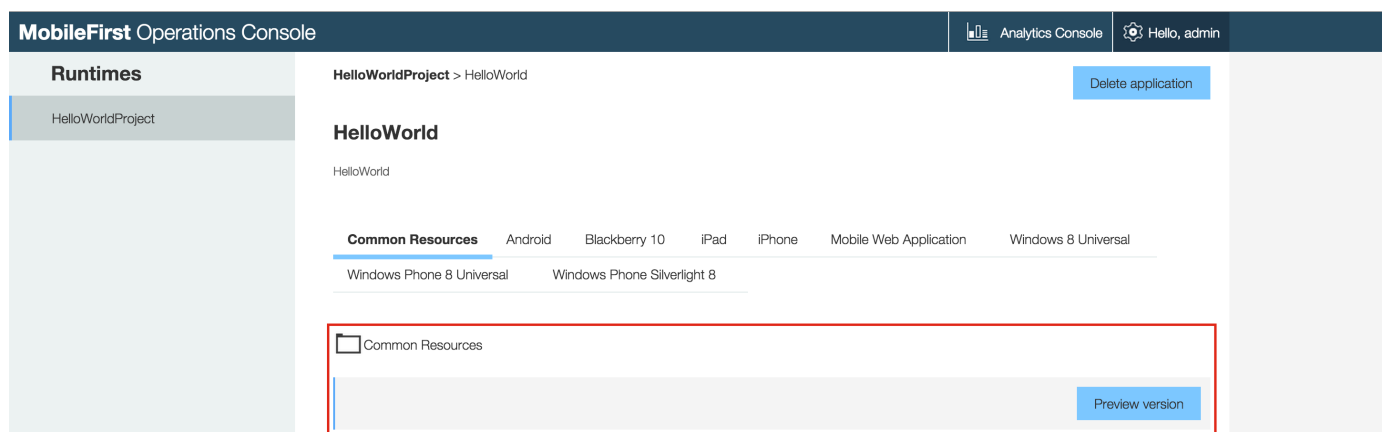 MobileFirst Operations Console
Analytics Console
Hello, admin
Runtimes
HelloWorldProject
HelloWorldProject > HelloWorld
Delete application
HelloWorld
HelloWorld
Common Resources Android Blackberry 10 iPad iPhone Mobile Web Application Windows 8 Universal
Windows Phone 8 Universal Windows Phone Silverlight 8
Common Resources
Preview version